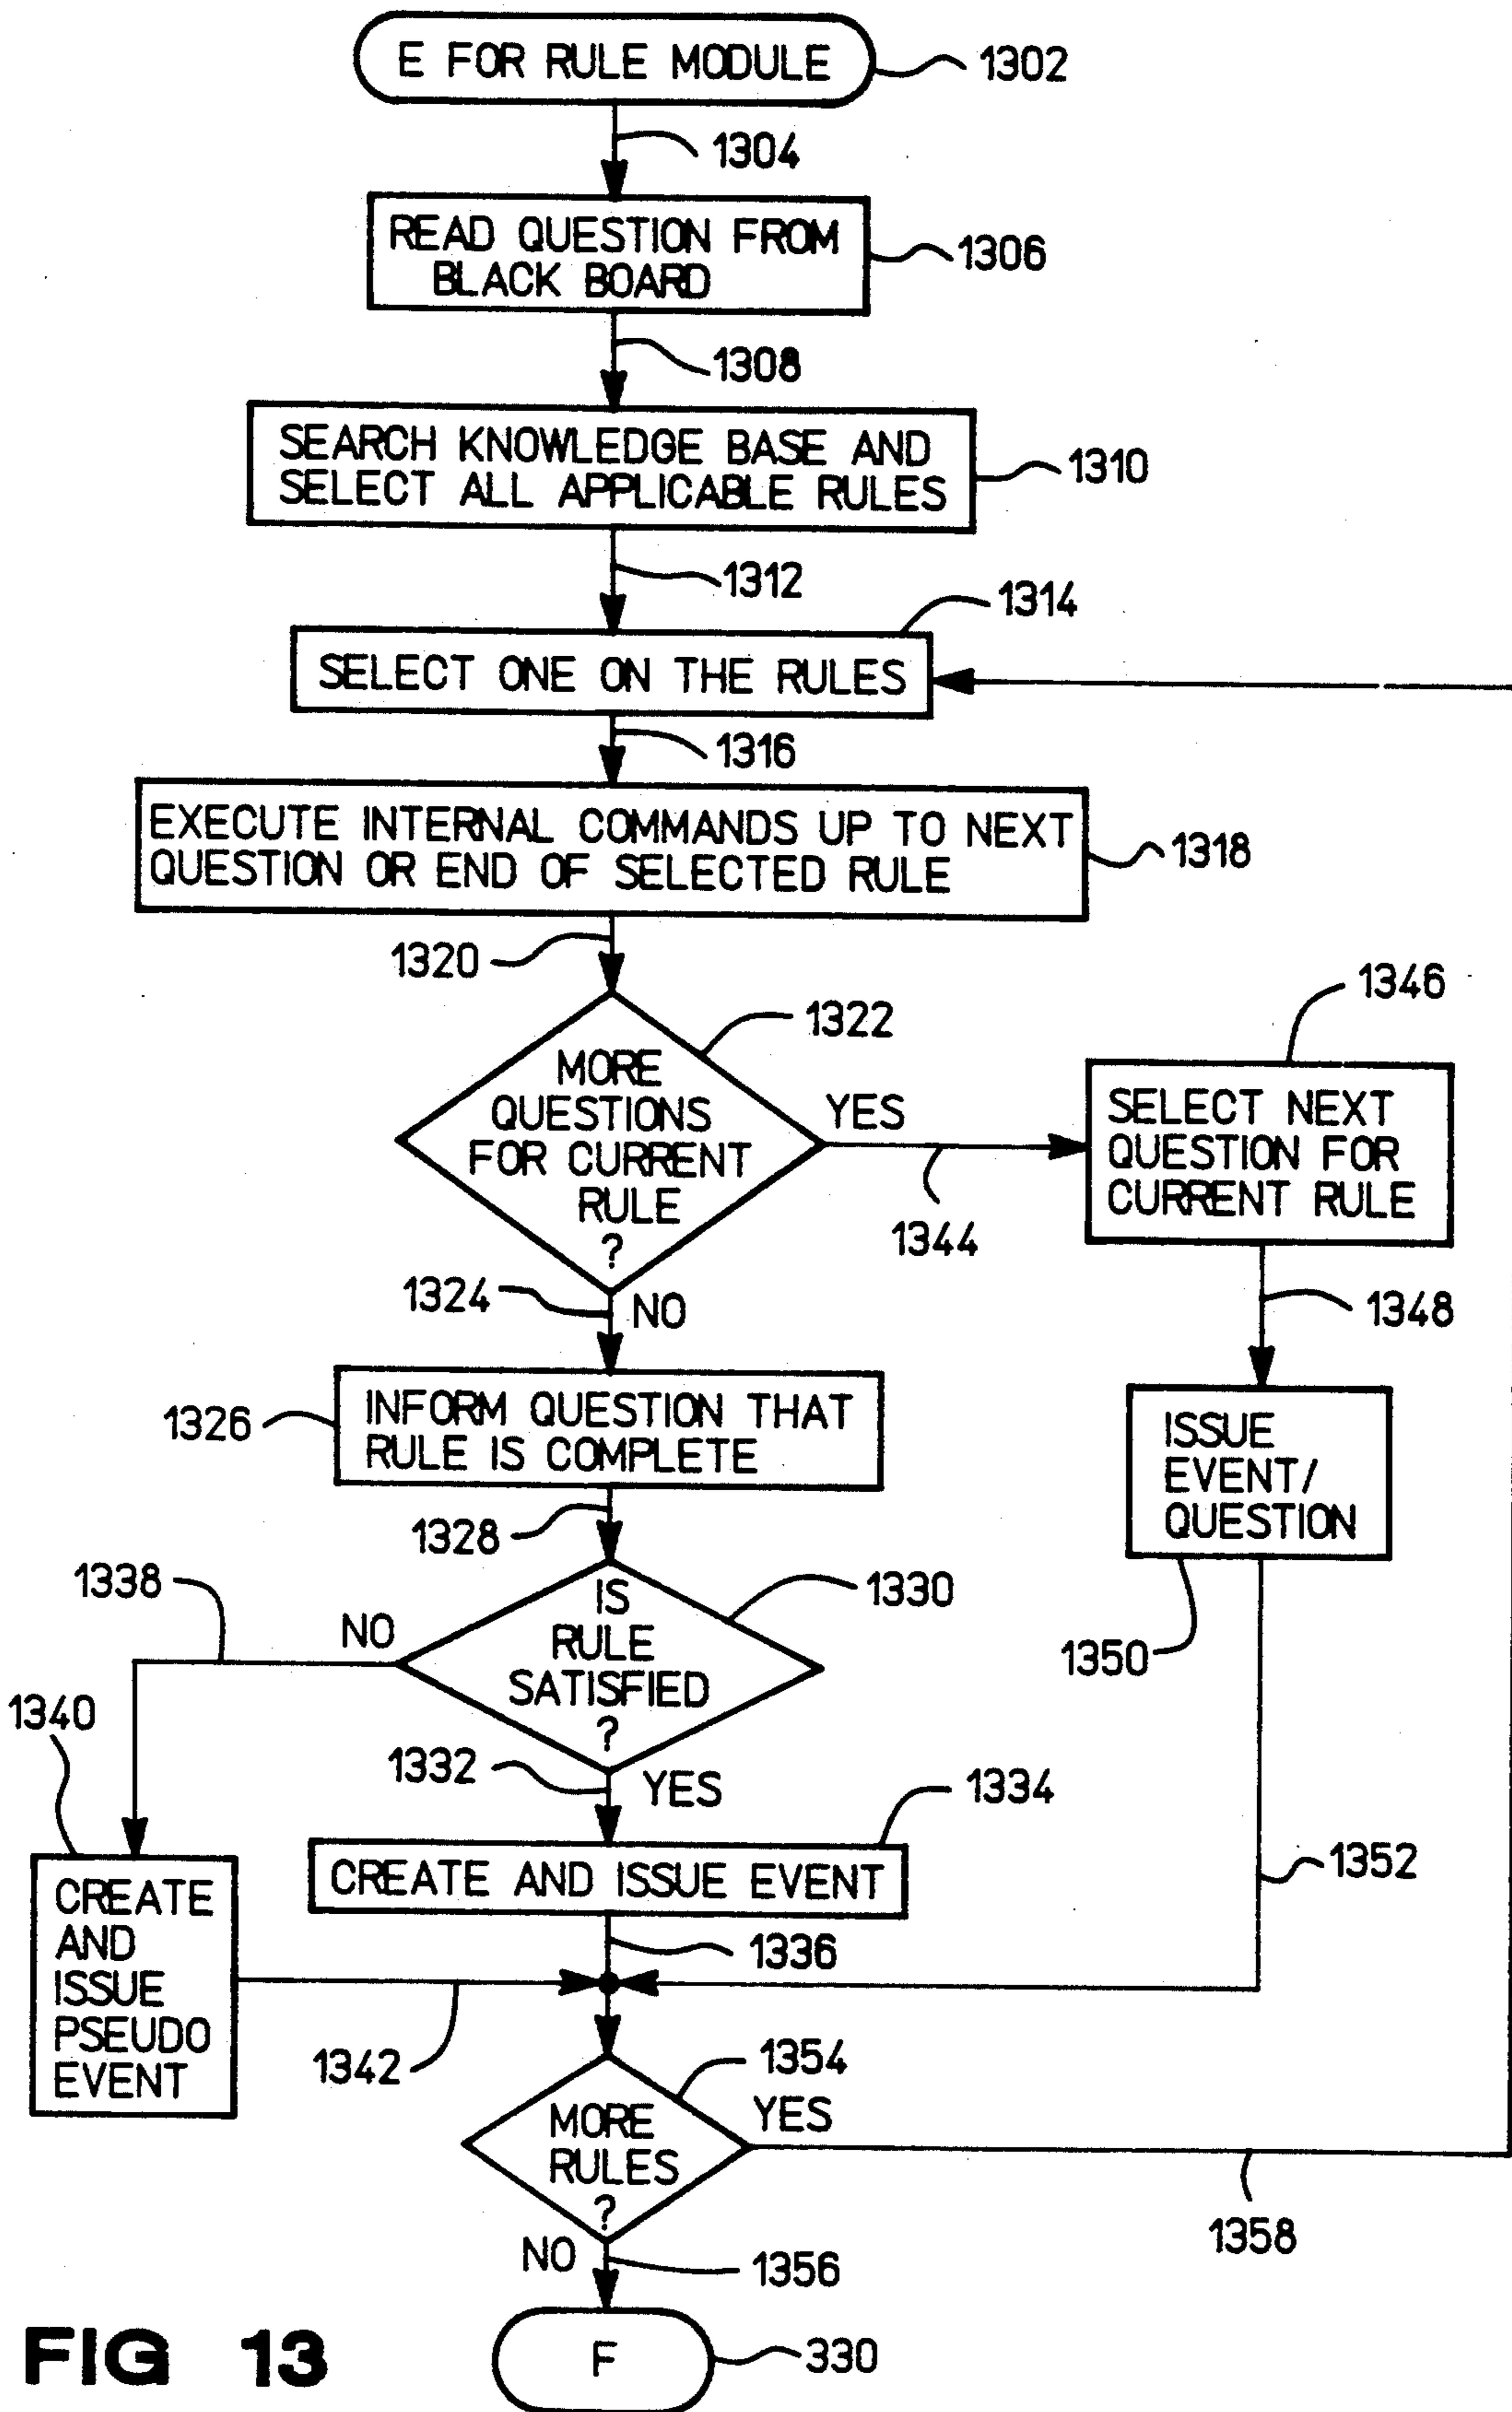 E FOR RULE MODULE
1302
1304
READ QUESTION FROM
BLACK BOARD
1306
1308
SEARCH KNOWLEDGE BASE AND
SELECT ALL APPLICABLE RULES
1310
1312
1314
SELECT ONE ON THE RULES
1316
EXECUTE INTERNAL COMMANDS UP TO NEXT
QUESTION OR END OF SELECTED RULE
1318
1320
1322
MORE
QUESTIONS
FOR CURRENT
RULE
?
YES
1344
1346
SELECT NEXT
QUESTION FOR
CURRENT RULE
1324
NO
1348
1326
INFORM QUESTION THAT
RULE IS COMPLETE
ISSUE
EVENT/
QUESTION
1328
1350
1338
NO
IS
RULE
SATISFIED
?
1330
1340
1332
YES
1334
CREATE AND ISSUE EVENT
1352
CREATE
AND
ISSUE
PSEUDO
EVENT
1336
1342
1354
MORE
RULES
?
YES
1358
NO
1356
F
330
FIG 13